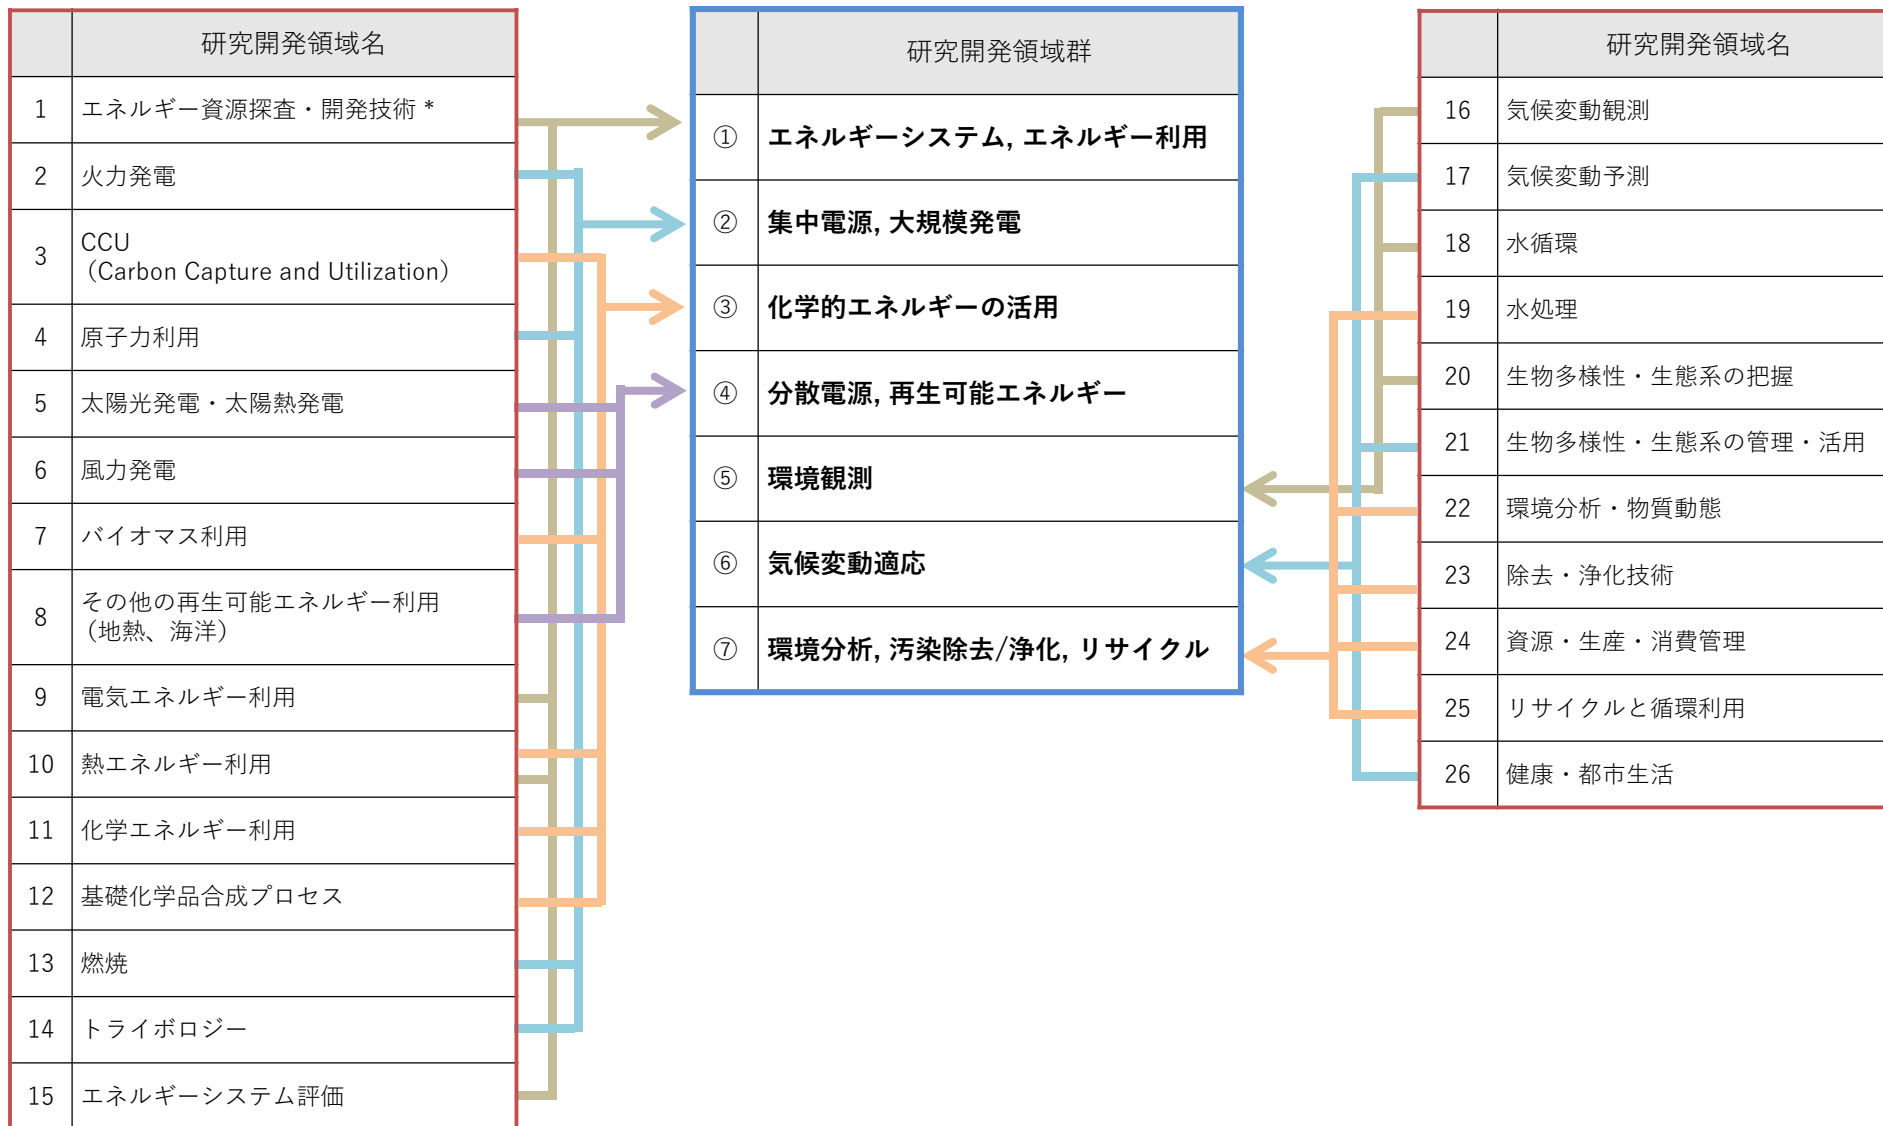 研究開発領域名
1 エネルギー資源探査・開発技術 *
2 火力発電
3 CCU
（Carbon Capture and Utilization）
4 原子力利用
5 太陽光発電・太陽熱発電
6 風力発電
7 バイオマス利用
8 その他の再生可能エネルギー利用
（地熱、海洋）
9 電気エネルギー利用
10 熱エネルギー利用
11 化学エネルギー利用
12 基礎化学品合成プロセス
13 燃焼
14 トライボロジー
15 エネルギーシステム評価
研究開発領域群
① エネルギーシステム, エネルギー利用
② 集中電源, 大規模発電
③ 化学的エネルギーの活用
④ 分散電源, 再生可能エネルギー
⑤ 環境観測
⑥ 気候変動適応
⑦ 環境分析, 汚染除去/浄化, リサイクル
研究開発領域名
16 気候変動観測
17 気候変動予測
18 水循環
19 水処理
20 生物多様性・生態系の把握
21 生物多様性・生態系の管理・活用
22 環境分析・物質動態
23 除去・浄化技術
24 資源・生産・消費管理
25 リサイクルと循環利用
26 健康・都市生活